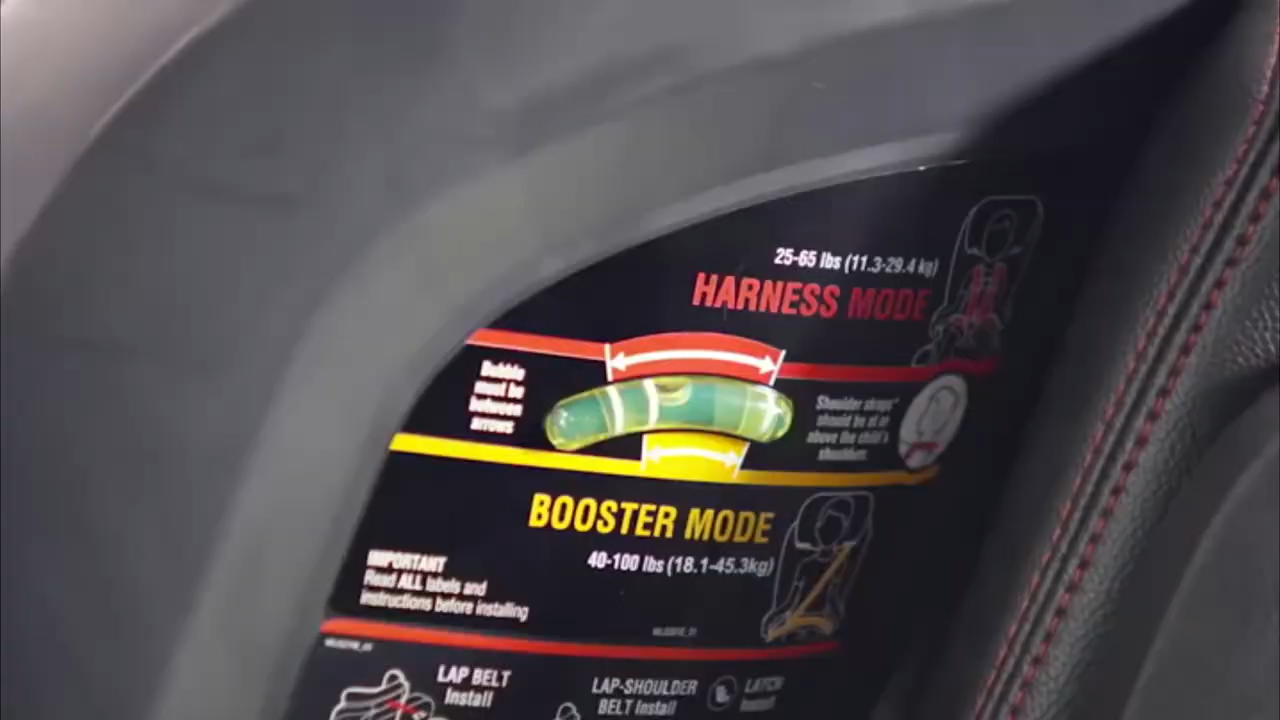 25-65 lbs (11.3-29.4 kg)
HARNESS MODE
Bubble
must be
between
arrows
Shoulder straps
should be at or
above the child's
shoulders.
BOOSTER MODE
40-100 lbs (18.1-45.3kg)
IMPORTANT
Read ALL labels and
instructions before installing
LAP BELT
Install
LAP-SHOULDER
BELT Install
LATCH
Install